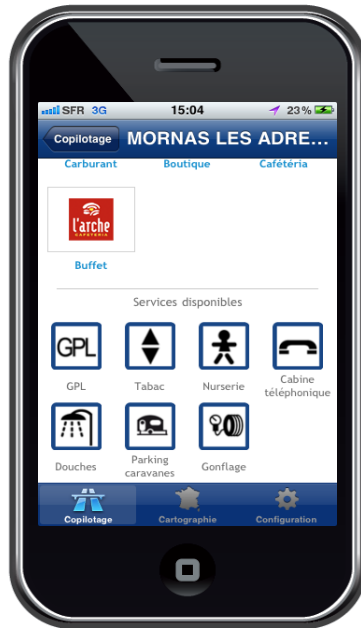 SFR 3G 15:04 23%
Copilotage MORNAS LES ADRE...
Carburant Boutique Cafétéria
l'arche
CAFETERIA
Buffet
Services disponibles
GPL
GPL Tabac Nurserie Cabine
téléphonique
Douches Parking
caravanes Gonflage
Copilotage Cartographie Configuration